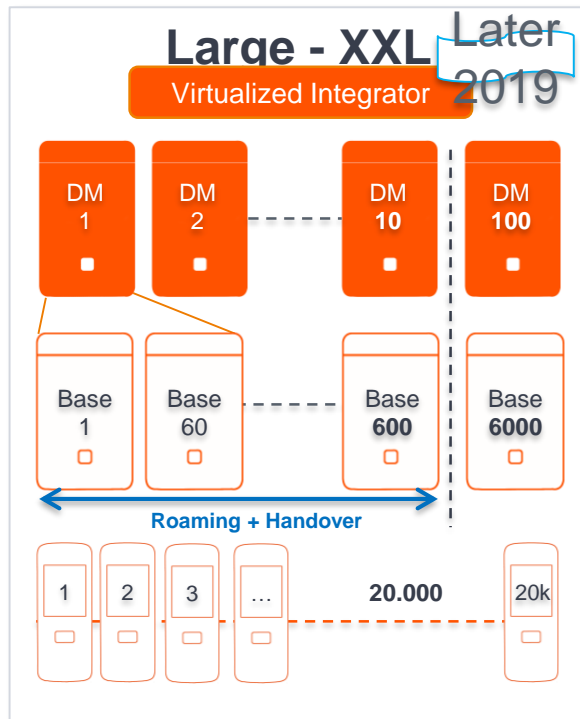 Large - XXL
Later
2019
Virtualized Integrator
DM
1
DM
2
DM
10
DM
100
Base
1
Base
60
Base
600
Base
6000
Roaming + Handover
1
2
3
...
20.000
20k